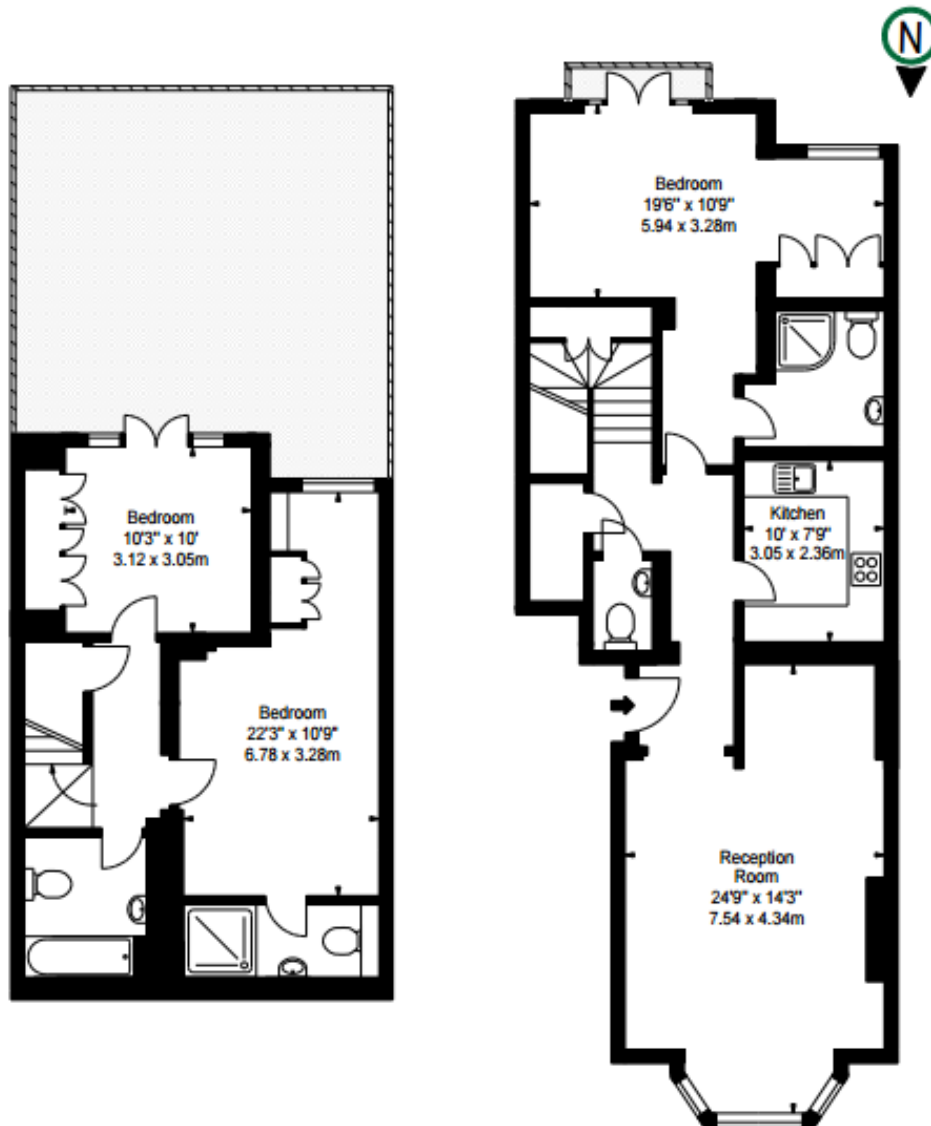 N
Bedroom
10'3" x 10'
3.12 x 3.05m
Bedroom
22'3" x 10'9"
6.78 x 3.28m
Bedroom
19'6" x 10'9"
5.94 x 3.28m
Kitchen
10' x 7'9"
3.05 x 2.36m
Reception
Room
24'9" x 14'3"
7.54 x 4.34m